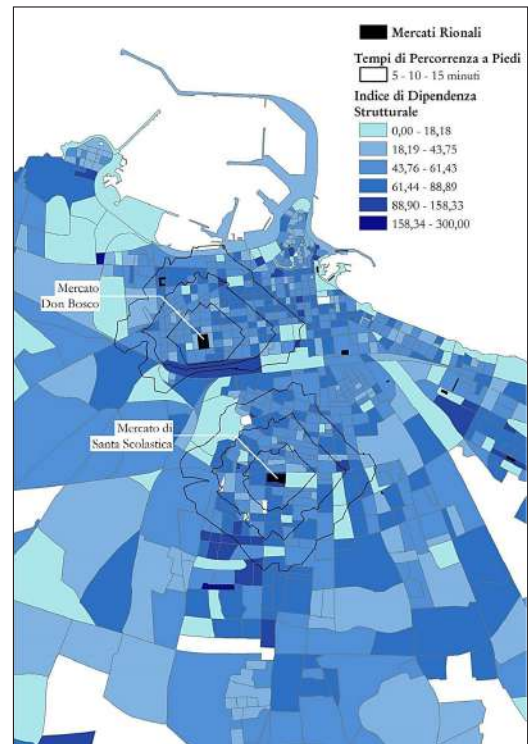 Mercati Rionali
Tempi di Percorrenza a Piedi
5 - 10 - 15 minuti
Indice di Dipendenza
Strutturale
0,00 - 18,18
18,19 - 43,75
43,76 - 61,43
61,44 - 88,89
88,90 - 158,33
158,34 - 300,00
Mercato
Don Bosco
Mercato di
Santa Scolastica